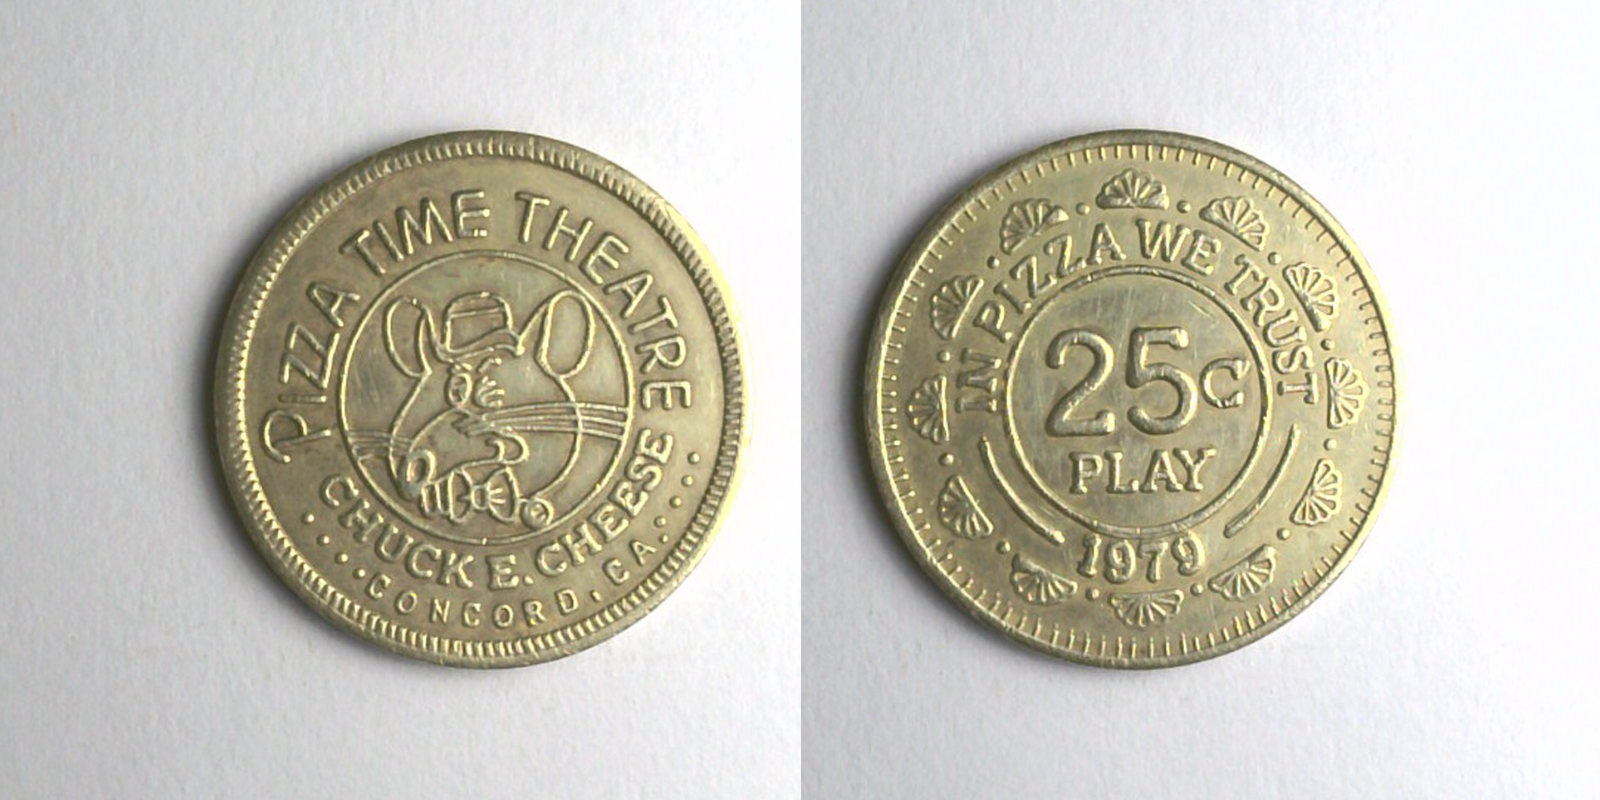 PIZZA TIME THEATRE
CHUCK E. CHEESE
CONCORD, CA.
IN PIZZA WE TRUST
25¢
PLAY
1979